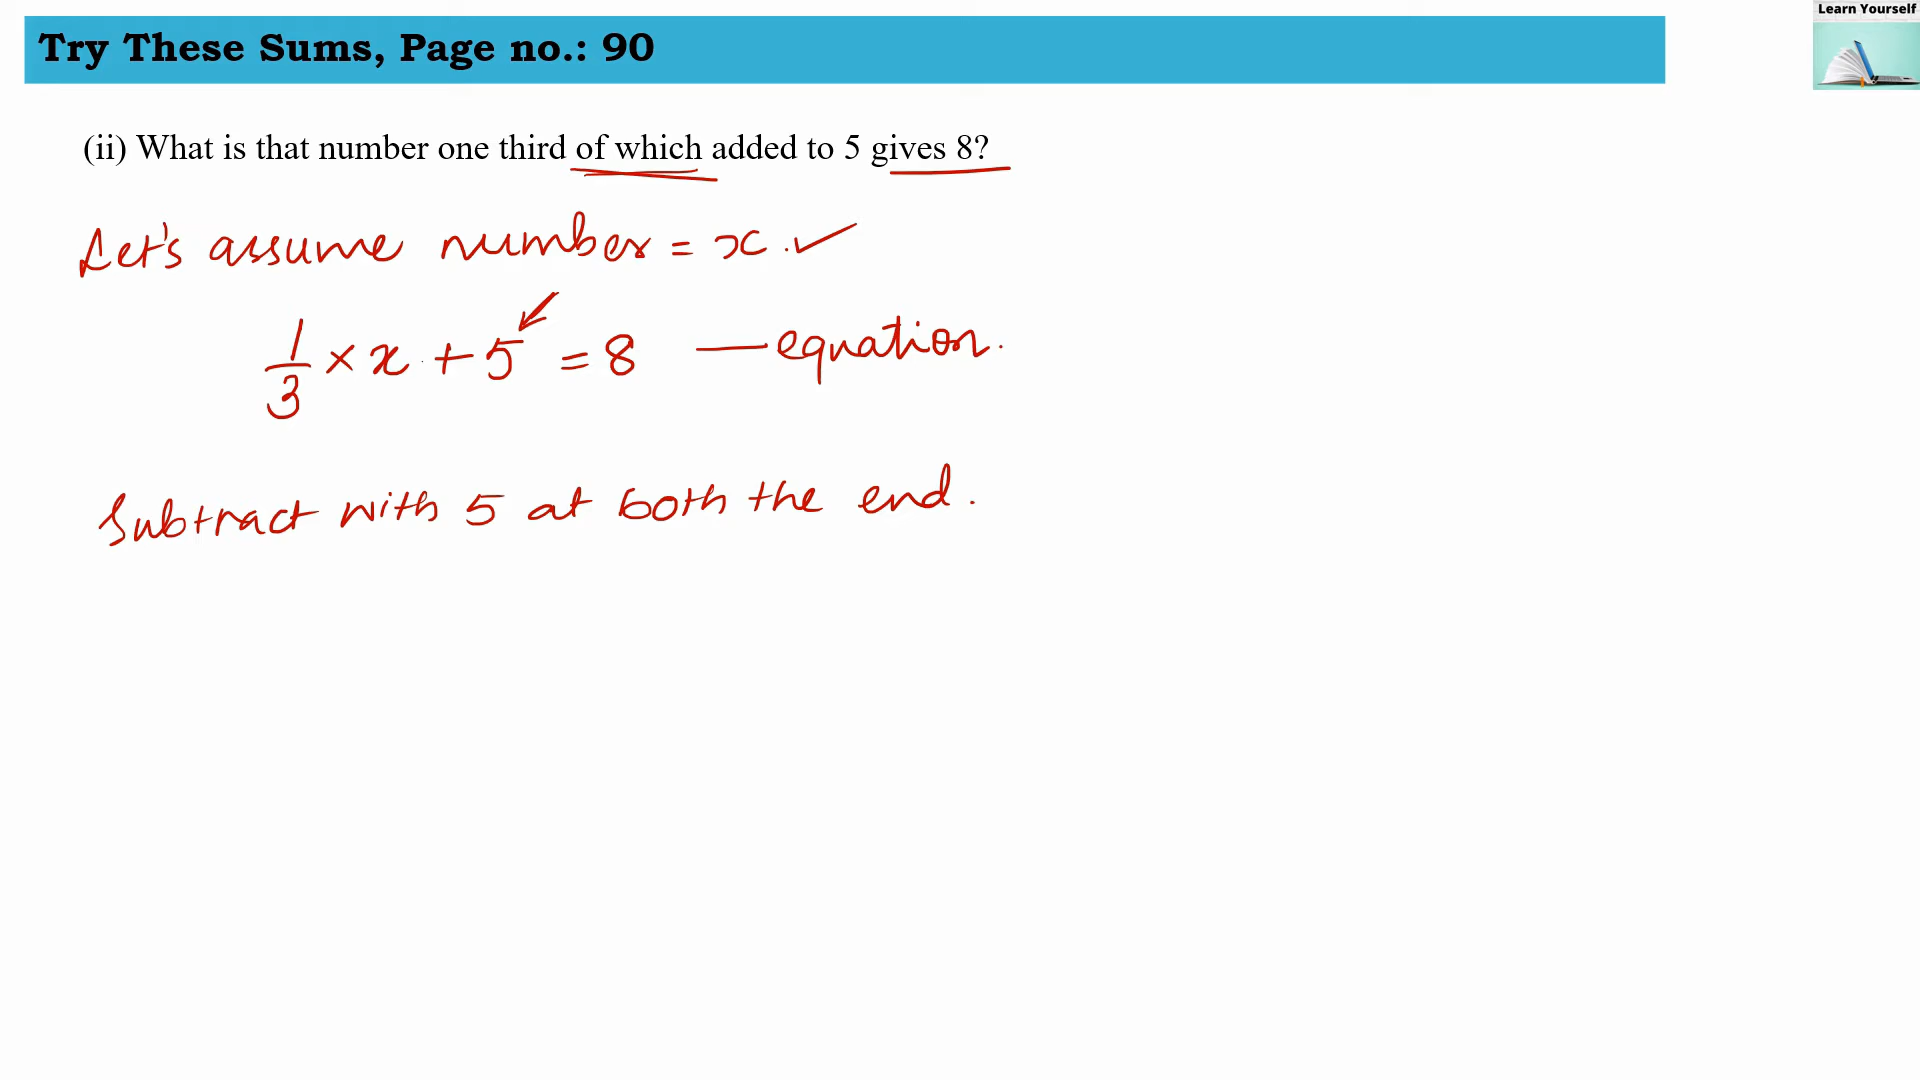 Learn Yourself
Try These Sums, Page no.: 90
(ii) What is that number one third of which added to 5 gives 8?
Let's assume number = x.✓
1/3 × x + 5 = 8 — equation.
Subtract with 5 at both the end.